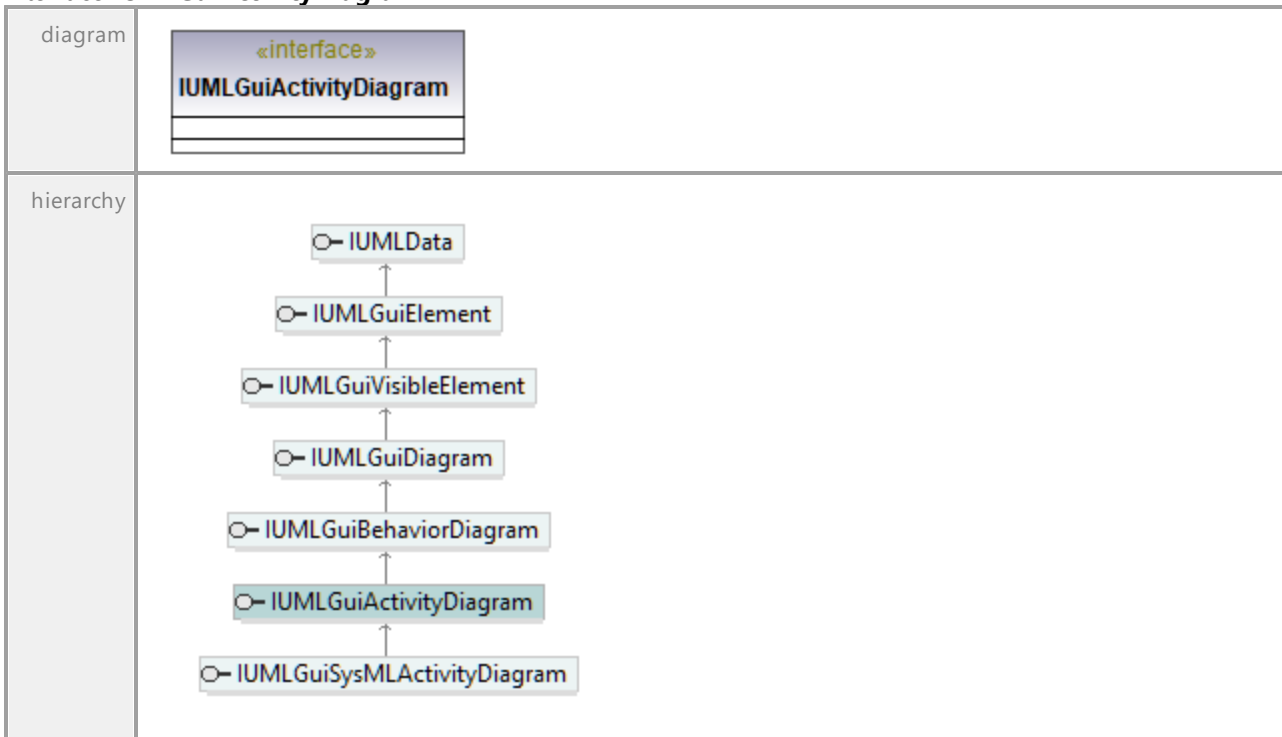 diagram
«interface»
IUMLGuiActivityDiagram
hierarchy
IUMLData
IUMLGuiElement
IUMLGuiVisibleElement
IUMLGuiDiagram
IUMLGuiBehaviorDiagram
IUMLGuiActivityDiagram
IUMLGuiSysMLActivityDiagram